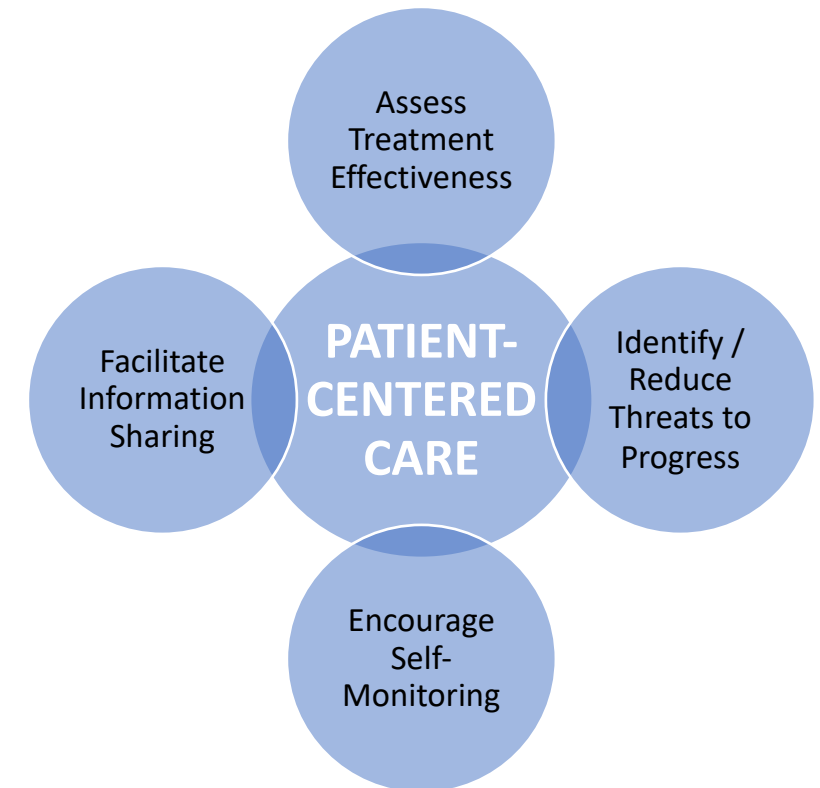 Assess
Treatment
Effectiveness
Facilitate
Information
Sharing
PATIENT-
CENTERED
CARE
Identify /
Reduce
Threats to
Progress
Encourage
Self-
Monitoring